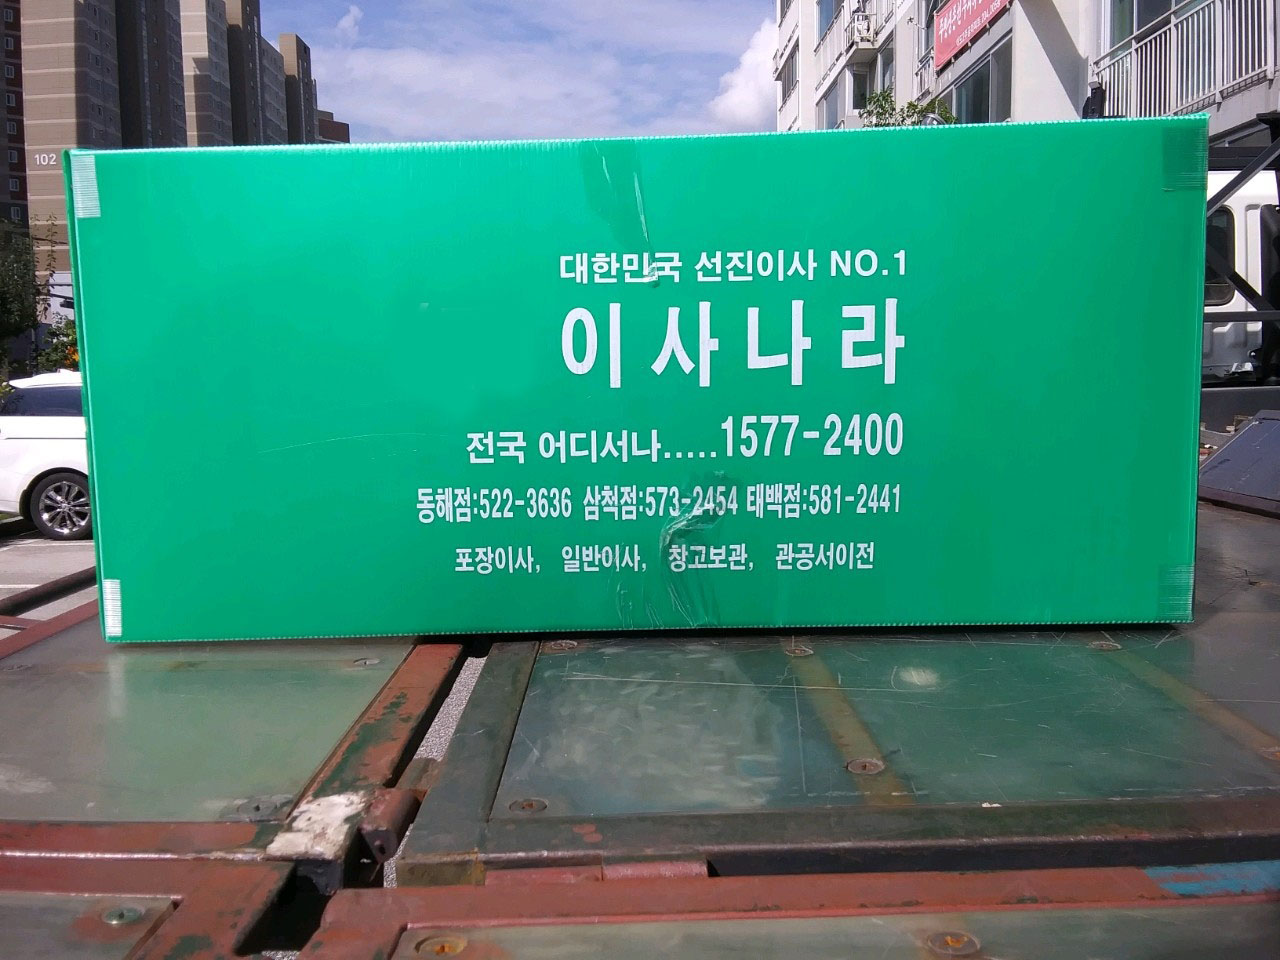 대한민국 선진이사 NO.1
이사나라
전국 어디서나.....1577-2400
동해점:522-3636 삼척점:573-2454 태백점:581-2441
포장이사, 일반이사, 창고보관, 관공서이전
102